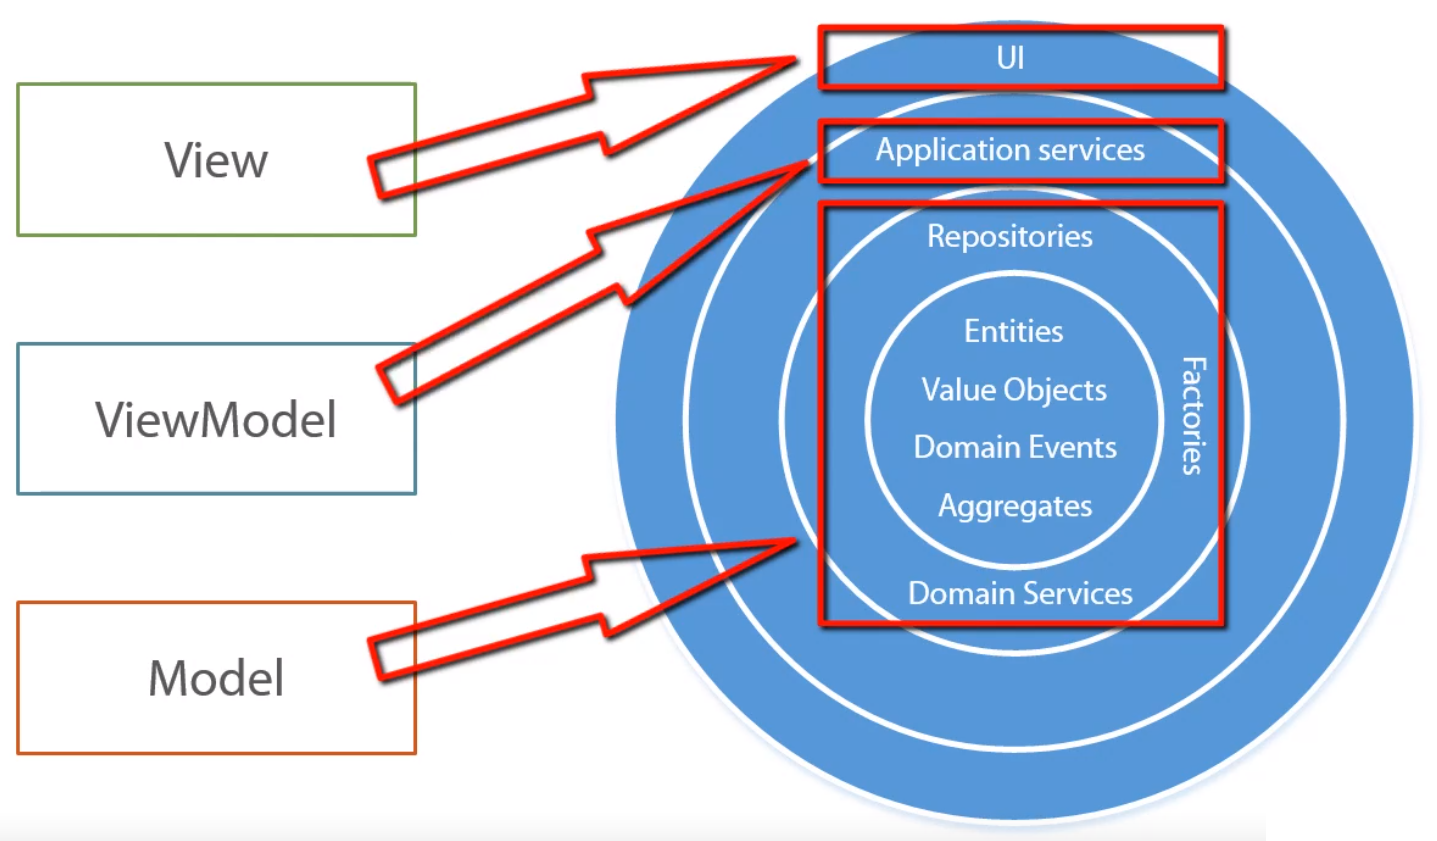 View
ViewModel
Model
UI
Application services
Repositories
Entities
Value Objects
Domain Events
Aggregates
Factories
Domain Services